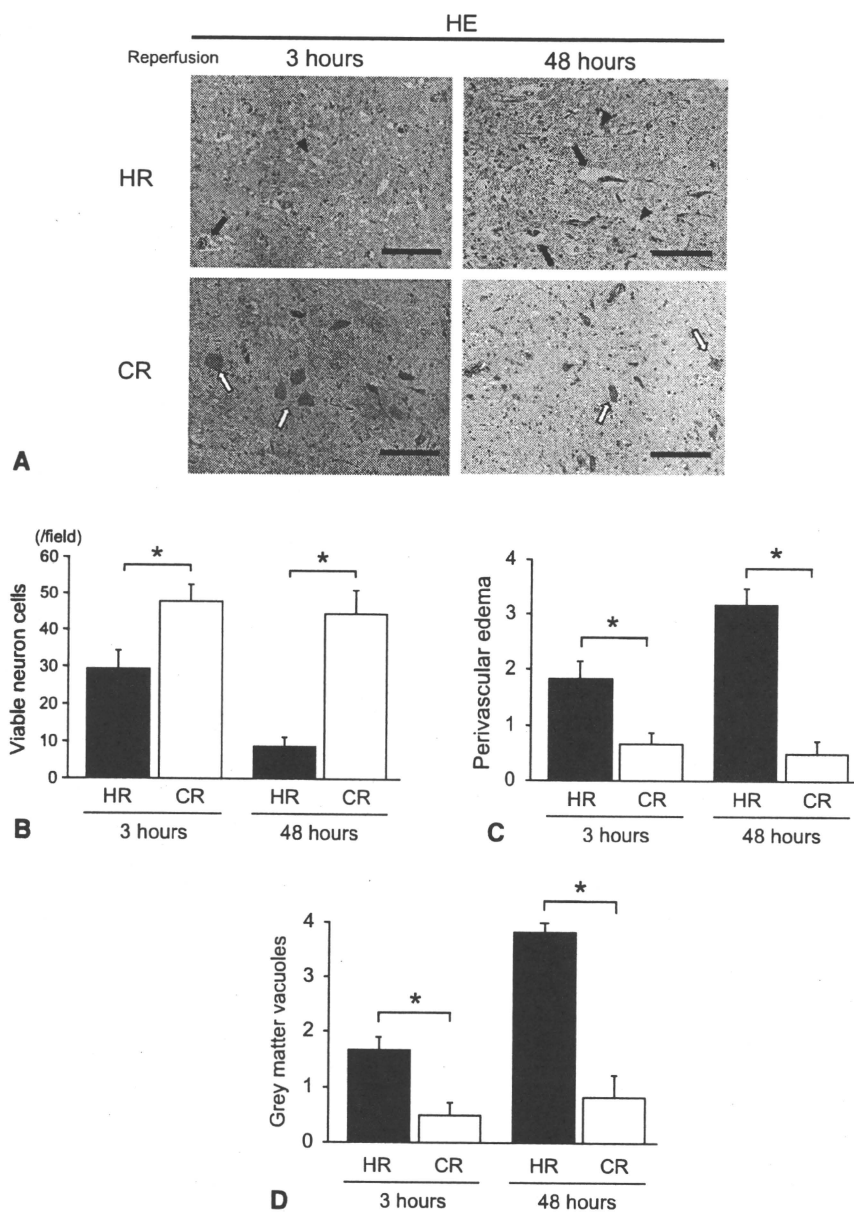 HE
Reperfusion 3 hours 48 hours
HR
CR
A
(/field)
Viable neuron cells
60
50
40
30
20
10
0
* *
HR CR HR CR
3 hours 48 hours
B
Perivascular edema
4
3
2
1
0
* *
HR CR HR CR
3 hours 48 hours
C
Grey matter vacuoles
4
3
2
1
0
* *
HR CR HR CR
3 hours 48 hours
D